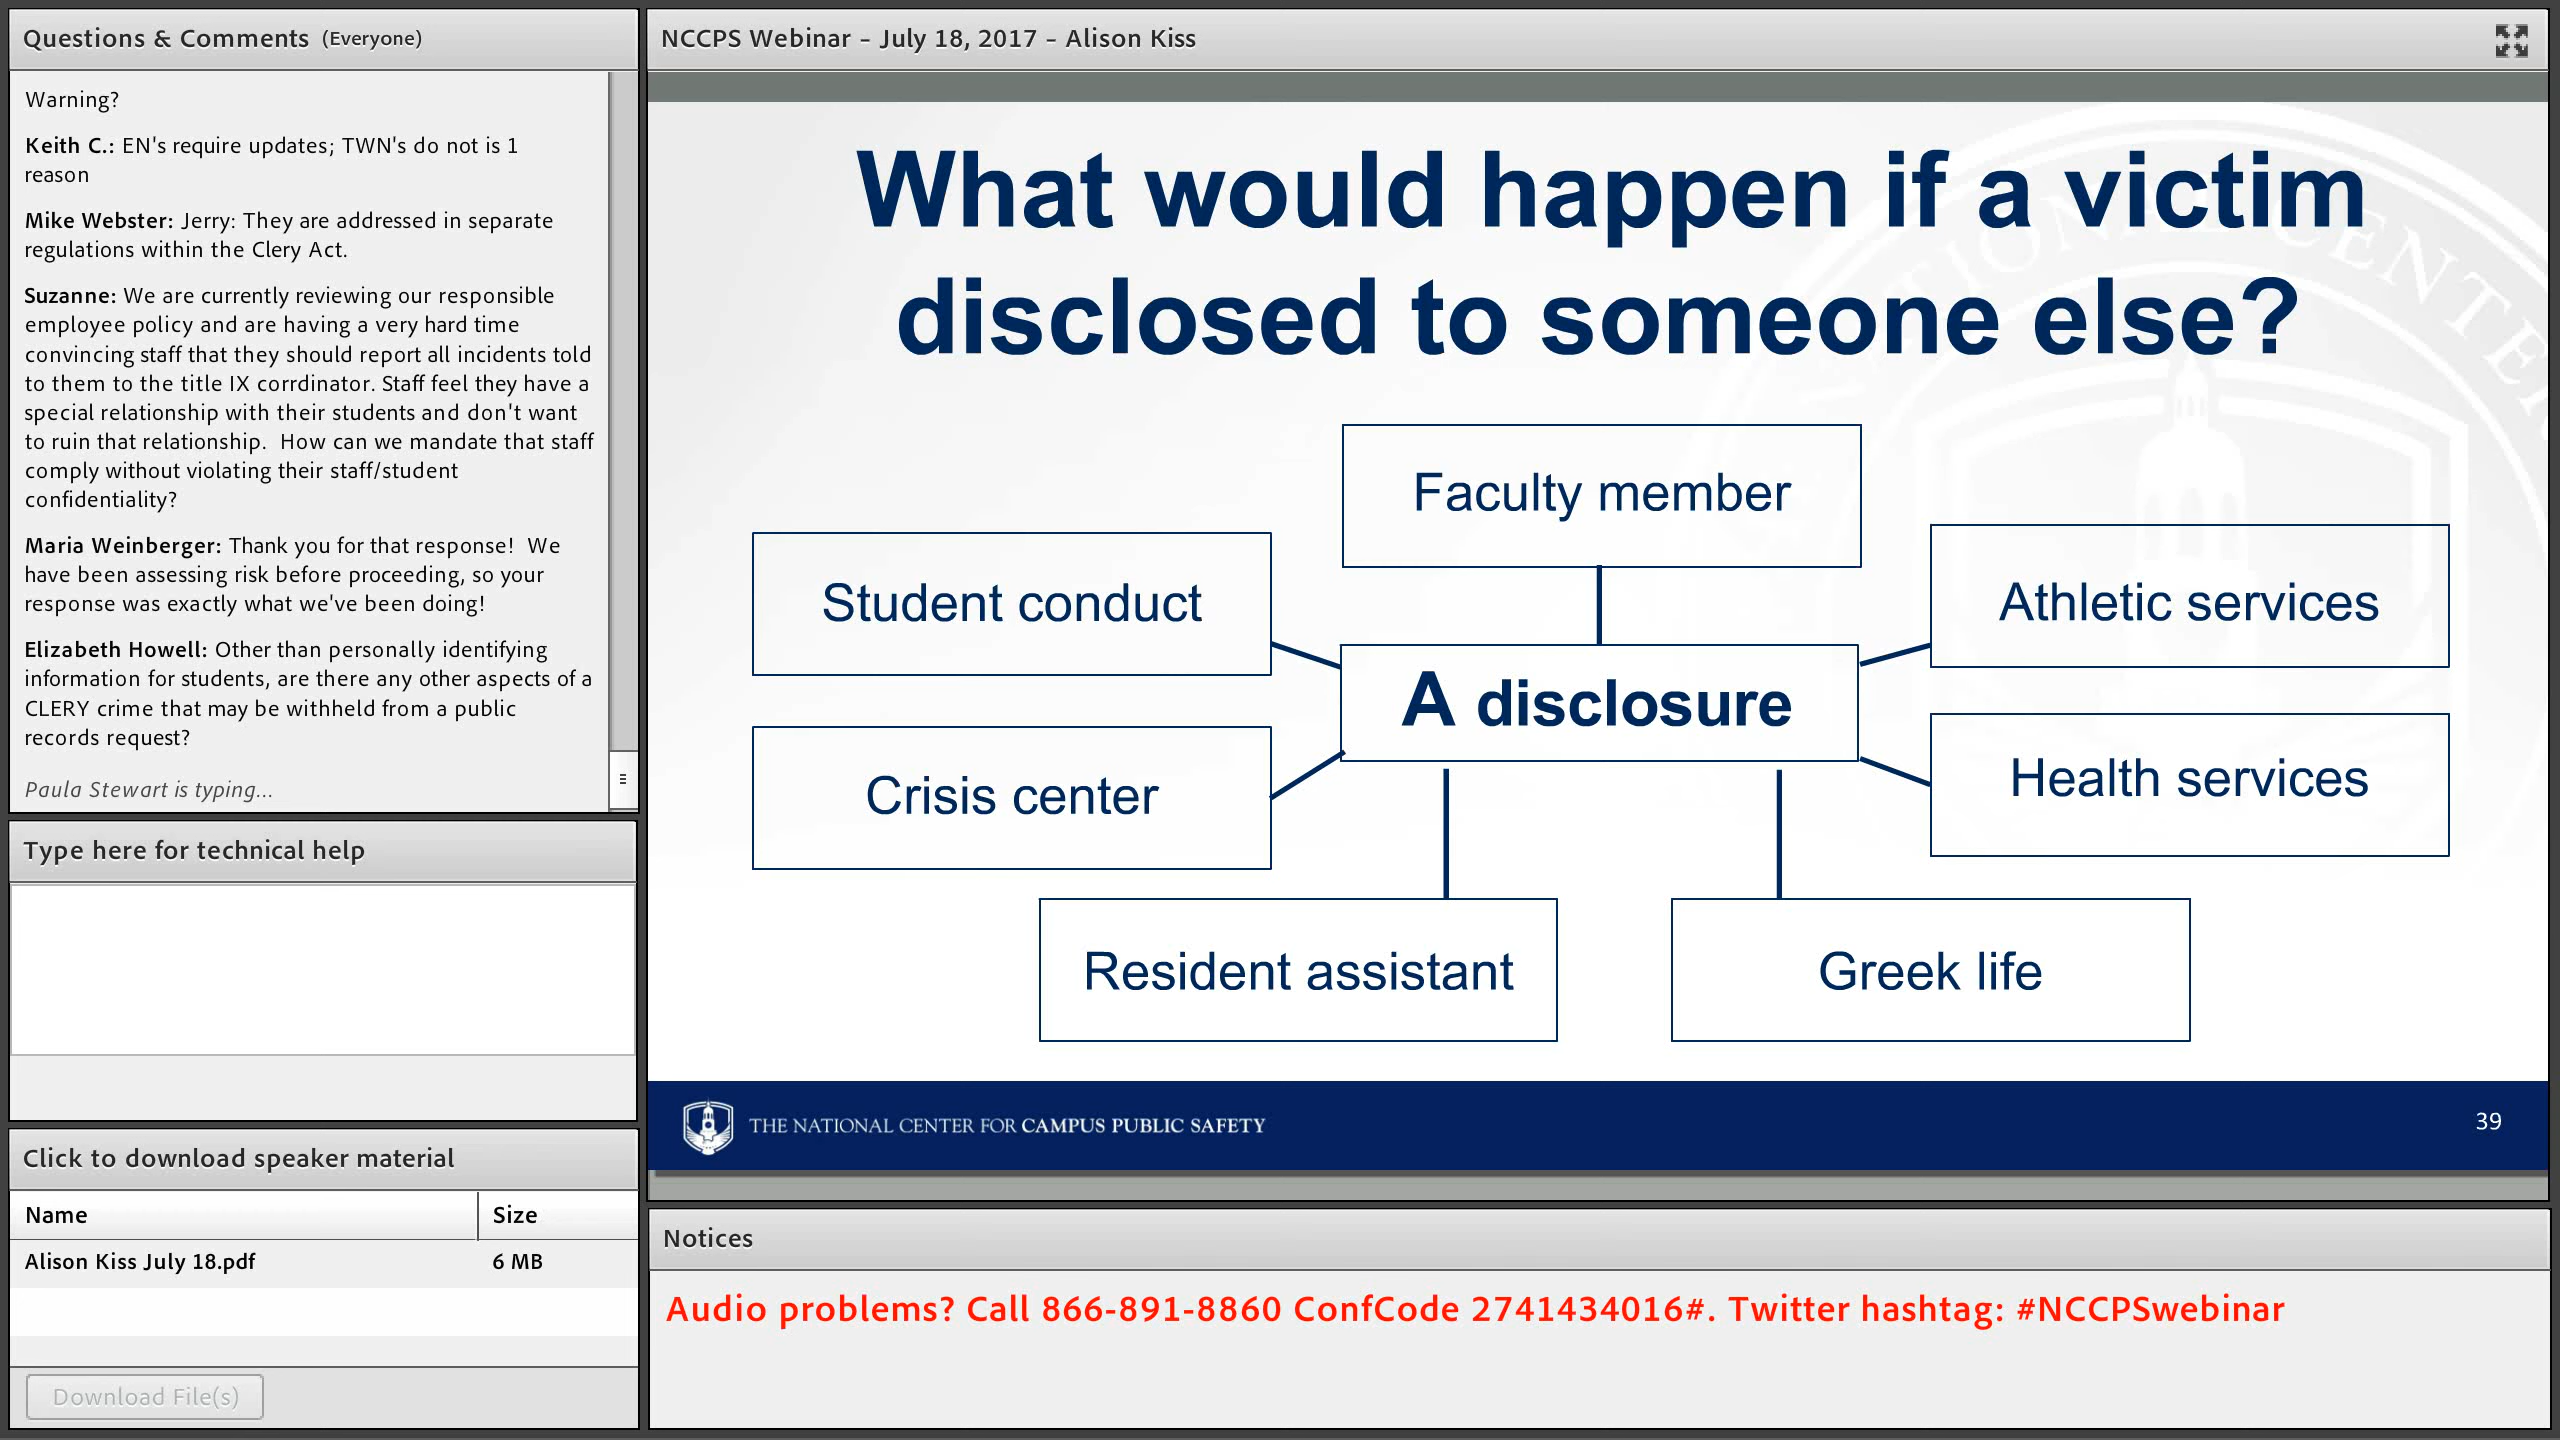 Questions & Comments (Everyone)
Warning?
Keith C.: EN's require updates; TWN's do not is 1
reason
Mike Webster: Jerry: They are addressed in separate
regulations within the Clery Act.
Suzanne: We are currently reviewing our responsible
employee policy and are having a very hard time
convincing staff that they should report all incidents told
to them to the title IX corrdinator. Staff feel they have a
special relationship with their students and don't want
to ruin that relationship.  How can we mandate that staff
comply without violating their staff/student
confidentiality?
Maria Weinberger: Thank you for that response!  We
have been assessing risk before proceeding, so your
response was exactly what we've been doing!
Elizabeth Howell: Other than personally identifying
information for students, are there any other aspects of a
CLERY crime that may be withheld from a public
records request?
Paula Stewart is typing...
Type here for technical help
Click to download speaker material
Name Size
Alison Kiss July 18.pdf 6 MB
Download File(s)
NCCPS Webinar - July 18, 2017 - Alison Kiss
What would happen if a victim
disclosed to someone else?
Faculty member
Student conduct
Athletic services
A disclosure
Crisis center
Health services
Resident assistant
Greek life
NATIONAL CENTER
THE NATIONAL CENTER FOR CAMPUS PUBLIC SAFETY
39
Notices
Audio problems? Call 866-891-8860 ConfCode 2741434016#. Twitter hashtag: #NCCPSwebinar